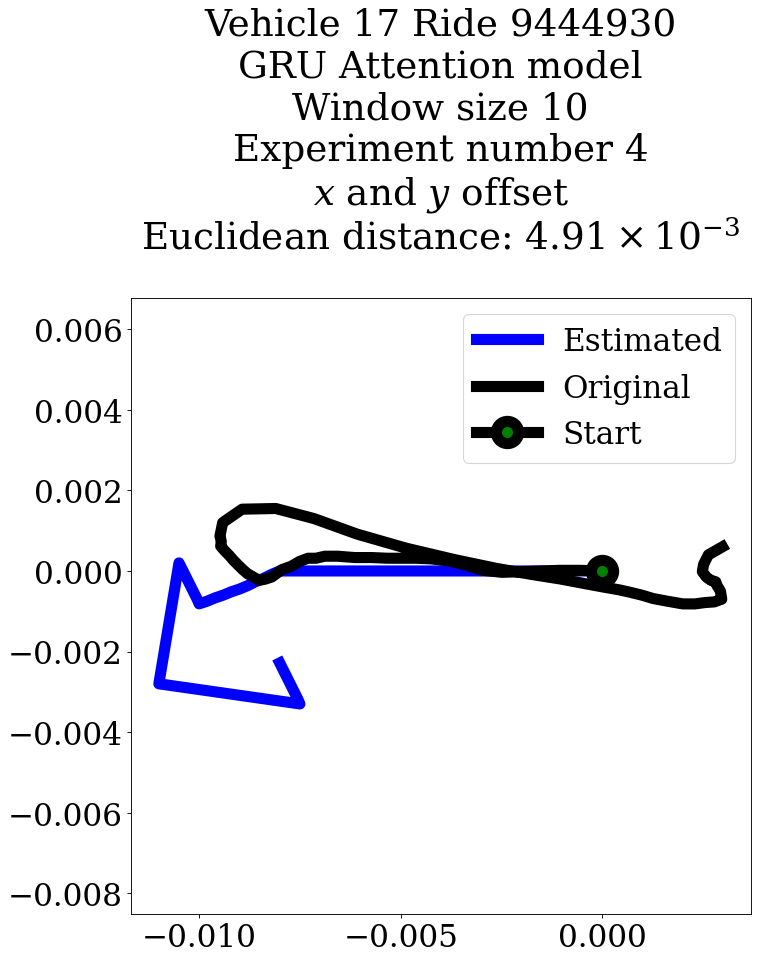 Vehicle 17 Ride 9444930
GRU Attention model
Window size 10
Experiment number 4
x and y offset
Euclidean distance: 4.91 × 10⁻³
Estimated
Original
Start
0.006
0.004
0.002
0.000
−0.002
−0.004
−0.006
−0.008
−0.010
−0.005
0.000